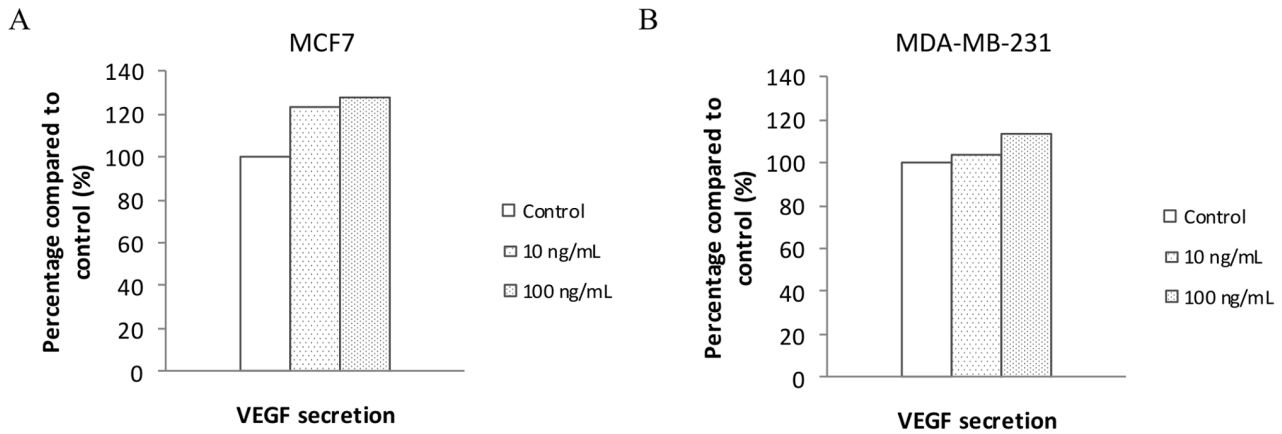 A
MCF7
Percentage compared to
control (%)
140
120
100
80
60
40
20
0
VEGF secretion
Control
10 ng/mL
100 ng/mL
B
MDA-MB-231
Percentage compared to
control (%)
140
120
100
80
60
40
20
0
VEGF secretion
Control
10 ng/mL
100 ng/mL